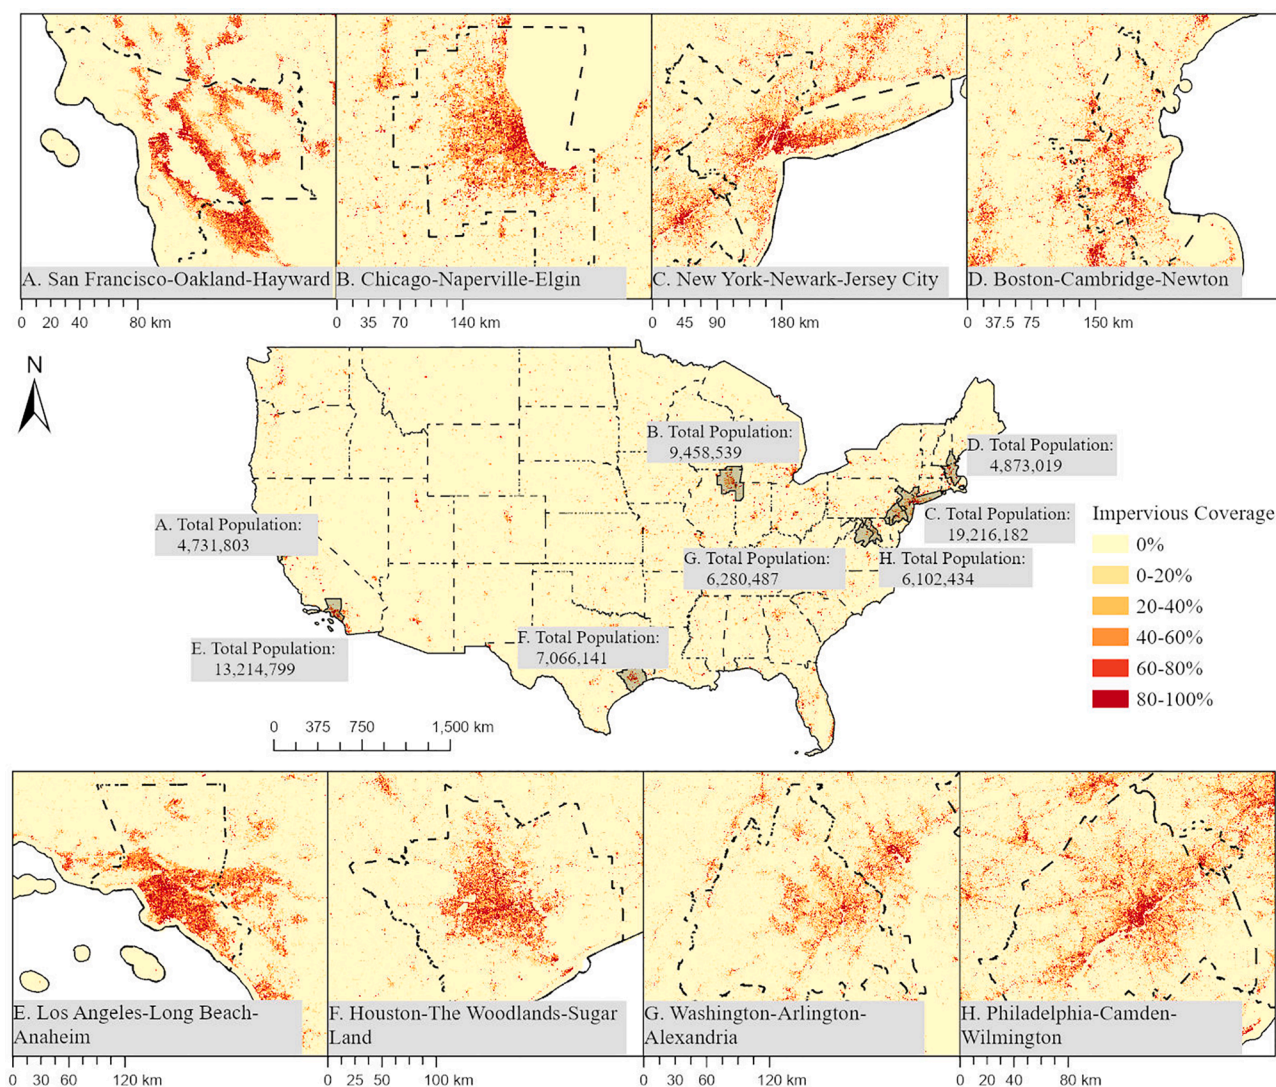 A. San Francisco-Oakland-Hayward
B. Chicago-Naperville-Elgin
C. New York-Newark-Jersey City
D. Boston-Cambridge-Newton
0 20 40 80 km
0 35 70 140 km
0 45 90 180 km
0 37.5 75 150 km
N
B. Total Population:
9,458,539
D. Total Population:
4,873,019
A. Total Population:
4,731,803
C. Total Population:
19,216,182
G. Total Population:
6,280,487
H. Total Population:
6,102,434
E. Total Population:
13,214,799
F. Total Population:
7,066,141
Impervious Coverage
0%
0-20%
20-40%
40-60%
60-80%
80-100%
0 375 750 1,500 km
E. Los Angeles-Long Beach-
Anaheim
F. Houston-The Woodlands-Sugar
Land
G. Washington-Arlington-
Alexandria
H. Philadelphia-Camden-
Wilmington
0 30 60 120 km
0 25 50 100 km
0 30 60 120 km
0 20 40 80 km